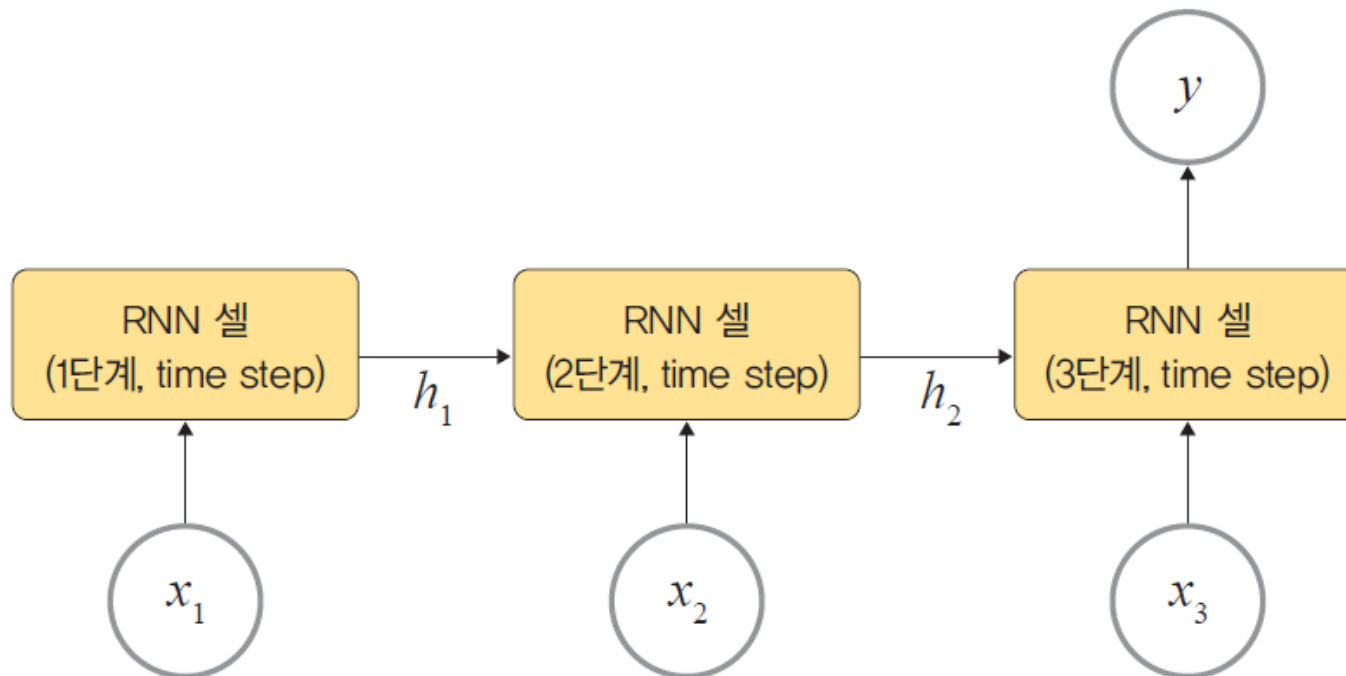 y
RNN 셀
(1단계, time step)
h₁
RNN 셀
(2단계, time step)
h₂
RNN 셀
(3단계, time step)
x₁
x₂
x₃